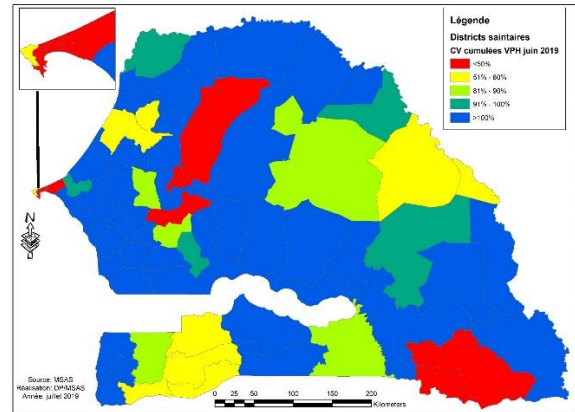 Légende
Districts saintaires
CV cumulées VPH juin 2019
<50%
51% - 80%
81% - 90%
91% - 100%
>100%
N
Source: MSAS
Réalisation: DP/MSAS
Année: juillet 2019
0 25 50 100 150 200
Kilometers